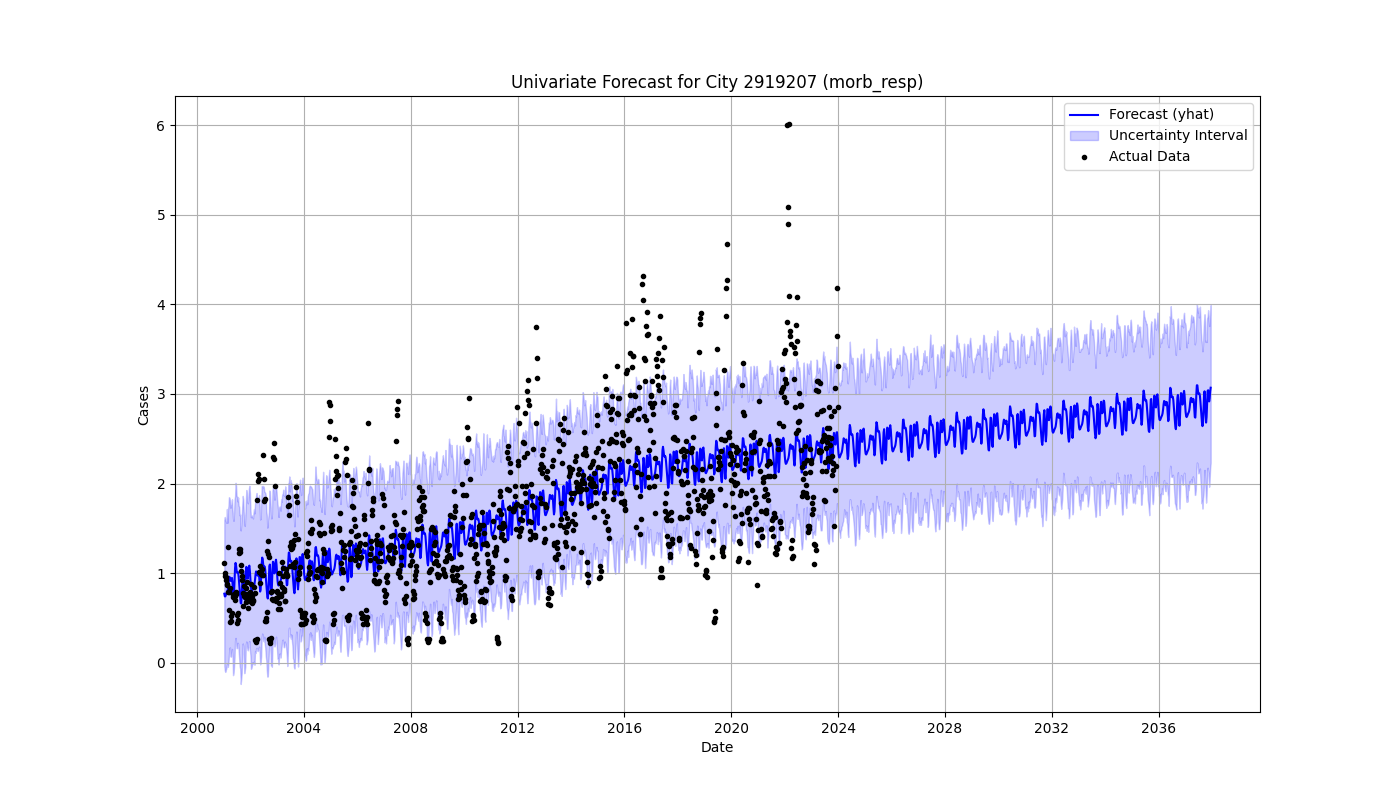 Univariate Forecast for City 2919207 (morb_resp)
Forecast (yhat)
Uncertainty Interval
Actual Data
6
5
4
3
2
1
0
Cases
2000 2004 2008 2012 2016 2020 2024 2028 2032 2036
Date